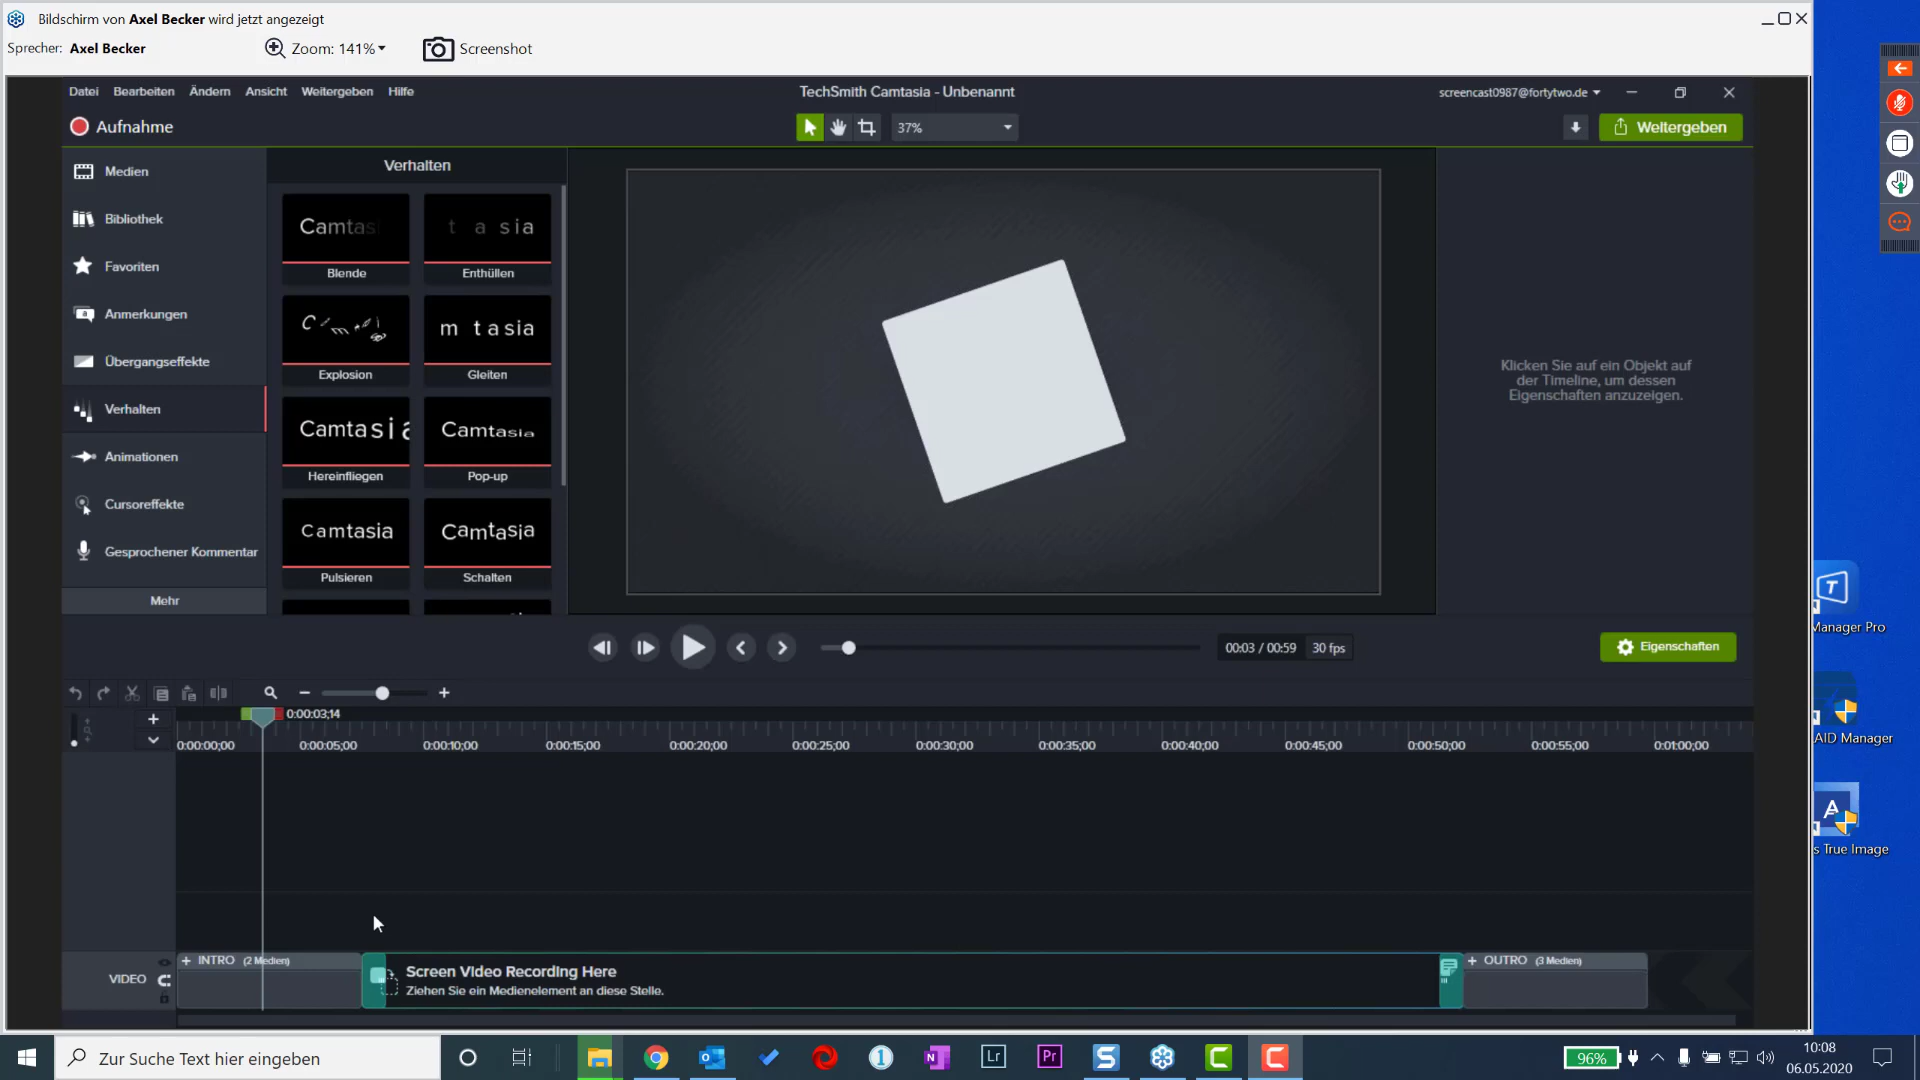 Bildschirm von Axel Becker wird jetzt angezeigt
Sprecher: Axel Becker
Zoom: 141%
Screenshot
Datei Bearbeiten Ändern Ansicht Weitergeben Hilfe
TechSmith Camtasia - Unbenannt
screencast0987@fortytwo.de
Aufnahme
37%
Weitergeben
Medien
Bibliothek
Favoriten
Anmerkungen
Übergangseffekte
Verhalten
Animationen
Cursoreffekte
Gesprochener Kommentar
Mehr
Verhalten
Camtas
Blende
t a sia
Enthüllen
Explosion
m t a sia
Gleiten
Camtasia
Hereinfliegen
Camtasia
Pop-up
Camtasia
Pulsieren
Camtasia
Schalten
Klicken Sie auf ein Objekt auf
der Timeline, um dessen
Eigenschaften anzuzeigen.
00:03 / 00:59
30 fps
Eigenschaften
0:00:03;14
0:00:00;00
0:00:05;00
0:00:10;00
0:00:15;00
0:00:20;00
0:00:25;00
0:00:30;00
0:00:35;00
0:00:40;00
0:00:45;00
0:00:50;00
0:00:55;00
0:01:00;00
VIDEO
+ INTRO (2 Medien)
Screen Video Recording Here
Ziehen Sie ein Medienelement an diese Stelle.
+ OUTRO (3 Medien)
Manager Pro
AID Manager
s True Image
Zur Suche Text hier eingeben
Lr
Pr
96%
10:08
06.05.2020